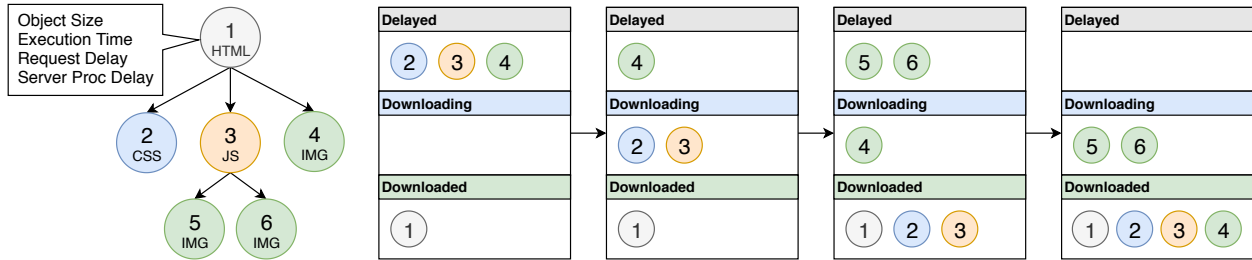 Object Size
Execution Time
Request Delay
Server Proc Delay
1
HTML
2
CSS
3
JS
4
IMG
5
IMG
6
IMG
Delayed
2 3 4
Downloading
Downloaded
1
Delayed
4
Downloading
2 3
Downloaded
1
Delayed
5 6
Downloading
4
Downloaded
1 2 3
Delayed
Downloading
5 6
Downloaded
1 2 3 4